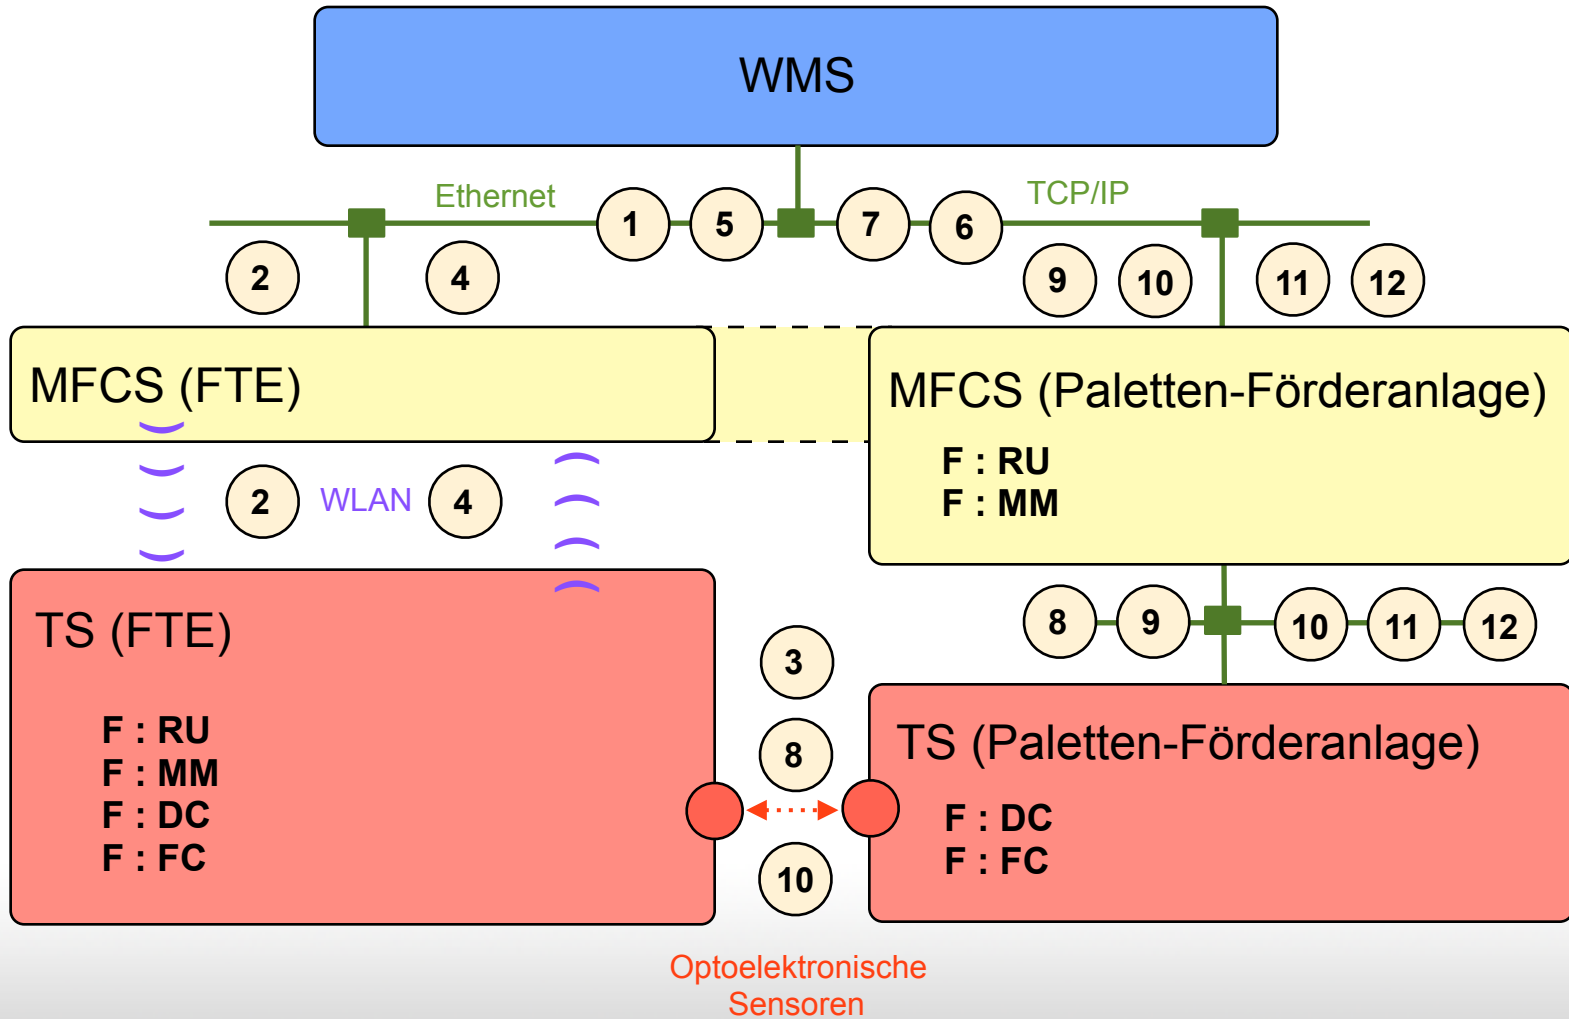 WMS
Ethernet
TCP/IP
1
5
7
6
2
4
9
10
11
12
MFCS (FTE)
MFCS (Paletten-Förderanlage)
F : RU
F : MM
2
WLAN
4
TS (FTE)
8
9
10
11
12
3
F : RU
F : MM
F : DC
F : FC
8
TS (Paletten-Förderanlage)
F : DC
F : FC
10
Optoelektronische
Sensoren